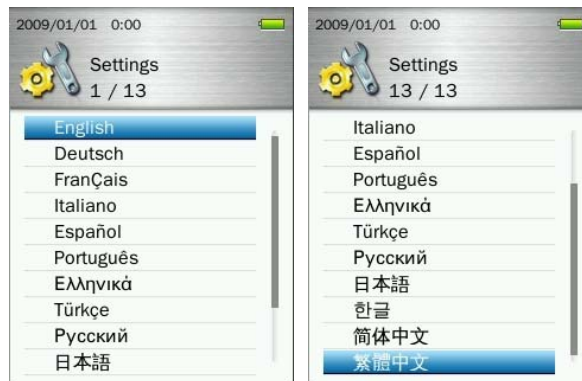 2009/01/01 0:00
Settings
1 / 13
English
Deutsch
FranÇais
Italiano
Español
Português
Ελληνικά
Türkçe
Русский
日本語
2009/01/01 0:00
Settings
13 / 13
Italiano
Español
Português
Ελληνικά
Türkçe
Русский
日本語
한글
简体中文
繁體中文